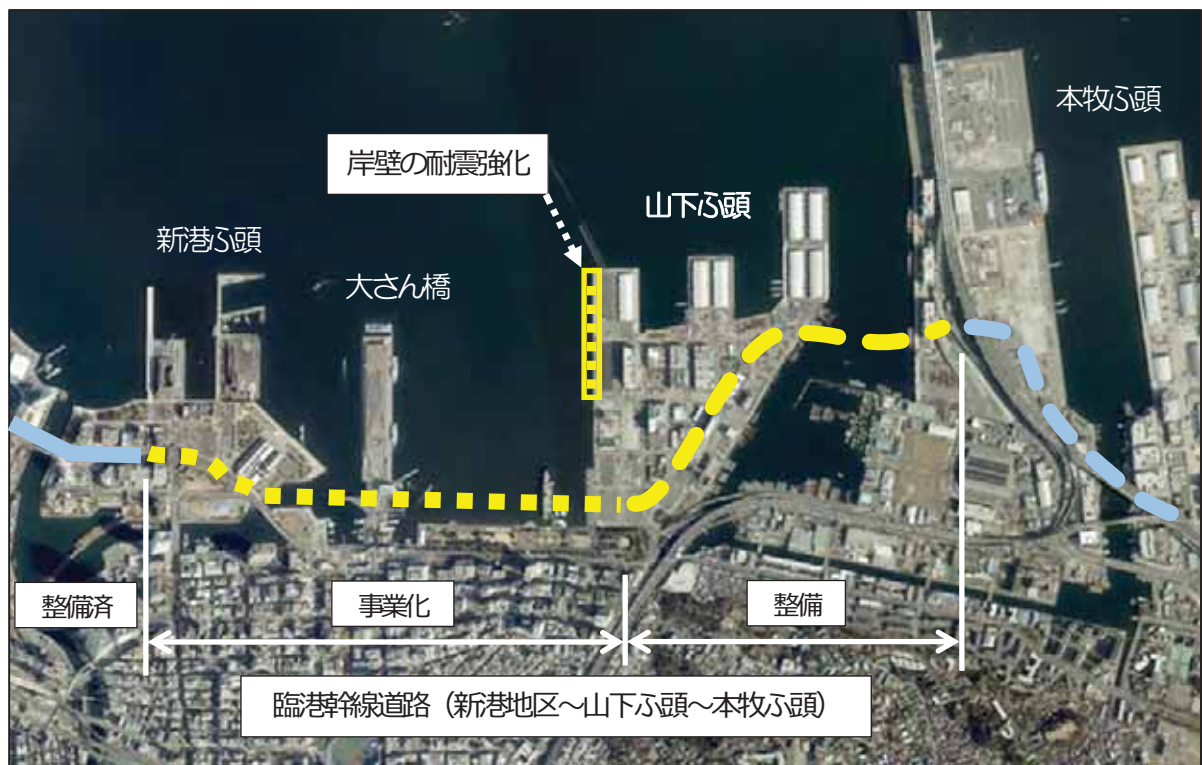 本牧ふ頭
岸壁の耐震強化
山下ふ頭
新港ふ頭
大さん橋
整備済
事業化
整備
臨港幹線道路（新港地区～山下ふ頭～本牧ふ頭）